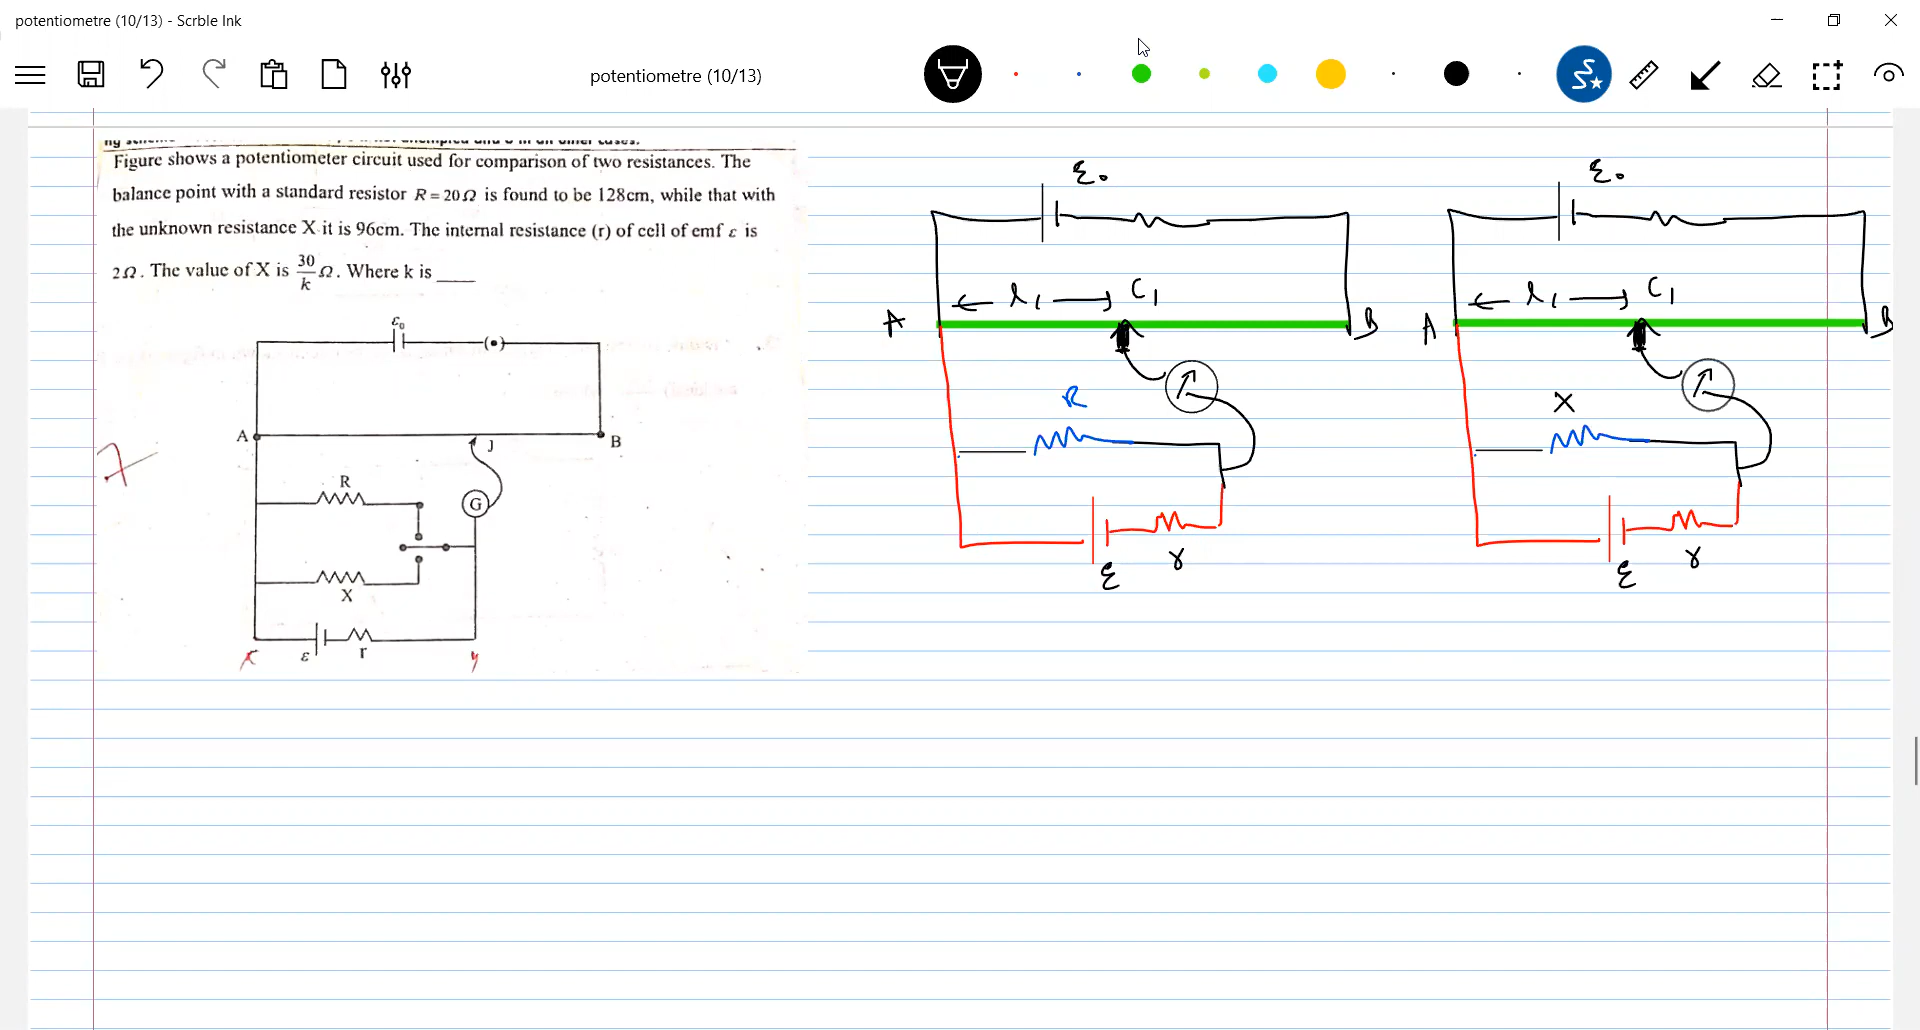 potentiometre (10/13) - Scrble Ink
potentiometre (10/13)
Figure shows a potentiometer circuit used for comparison of two resistances. The
balance point with a standard resistor R = 20Ω is found to be 128cm, while that with
the unknown resistance X it is 96cm. The internal resistance (r) of cell of emf ε is
2Ω. The value of X is 30/k Ω. Where k is ____
ε₀
A
J
B
R
G
X
ε
r
x
y
ε₀
l₁
C₁
A
B
R
ε
r
ε₀
l₁
C₁
A
B
X
ε
r